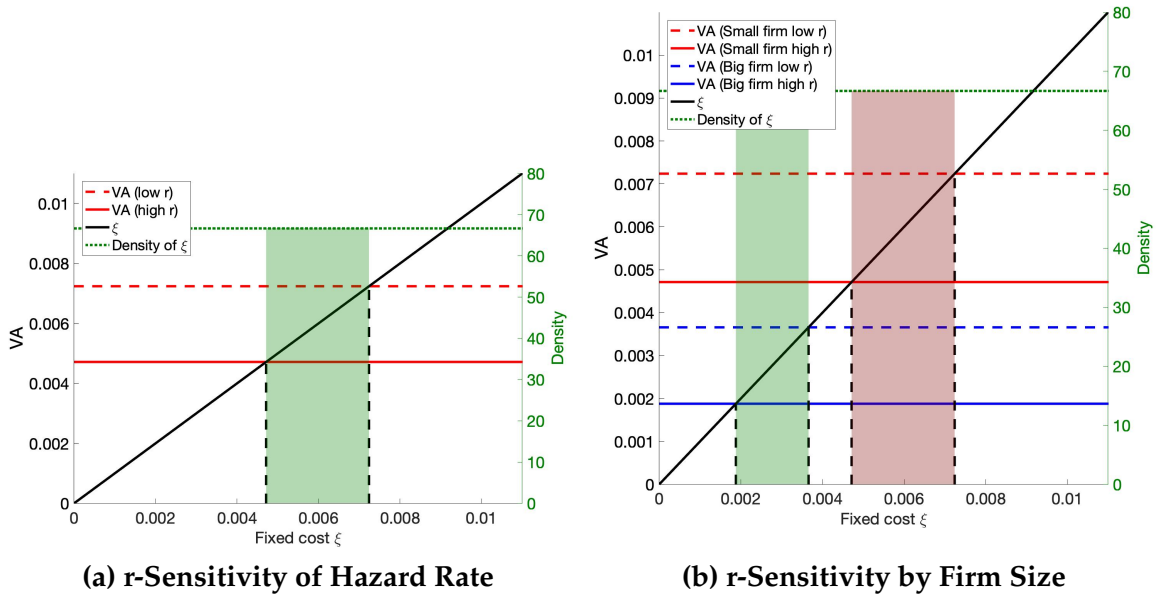 VA (low r)
VA (high r)
ξ
Density of ξ
0.01
0.008
0.006
0.004
0.002
0
VA
80
70
60
50
40
30
20
10
0
Density
0
0.002
0.004
0.006
0.008
0.01
Fixed cost ξ
(a) r-Sensitivity of Hazard Rate
VA (Small firm low r)
VA (Small firm high r)
VA (Big firm low r)
VA (Big firm high r)
ξ
Density of ξ
0.01
0.009
0.008
0.007
0.006
0.005
0.004
0.003
0.002
0.001
0
VA
80
70
60
50
40
30
20
10
0
Density
0
0.002
0.004
0.006
0.008
0.01
Fixed cost ξ
(b) r-Sensitivity by Firm Size